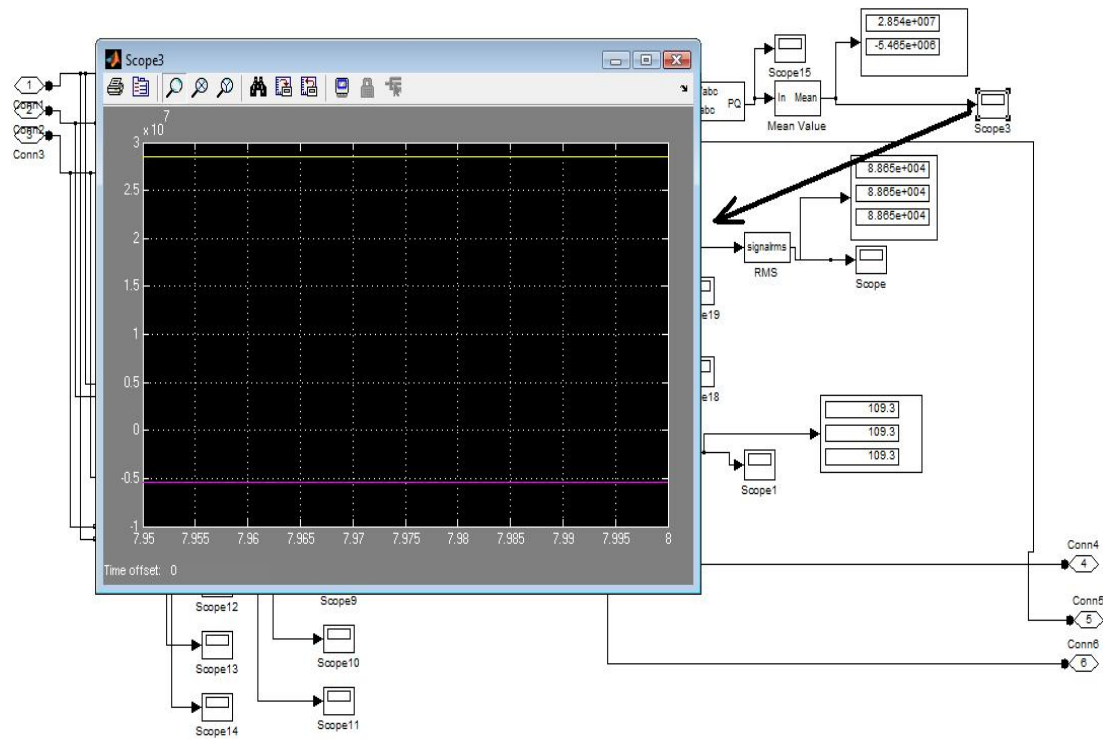 2.854e+007
-5.465e+006
Scope15
abc
abc
PQ
In Mean
Mean Value
Scope3
1
Conn1
2
Conn2
3
Conn3
Scope3
x 10
7
3
2.5
2
1.5
1
0.5
0
-0.5
-1
7.95
7.955
7.96
7.965
7.97
7.975
7.98
7.985
7.99
7.995
8
Time offset: 0
8.865e+004
8.865e+004
8.865e+004
signalrms
RMS
Scope
e19
e18
109.3
109.3
109.3
Scope1
Conn4
4
Conn5
5
Conn6
6
Scope12
Scope9
Scope13
Scope10
Scope14
Scope11